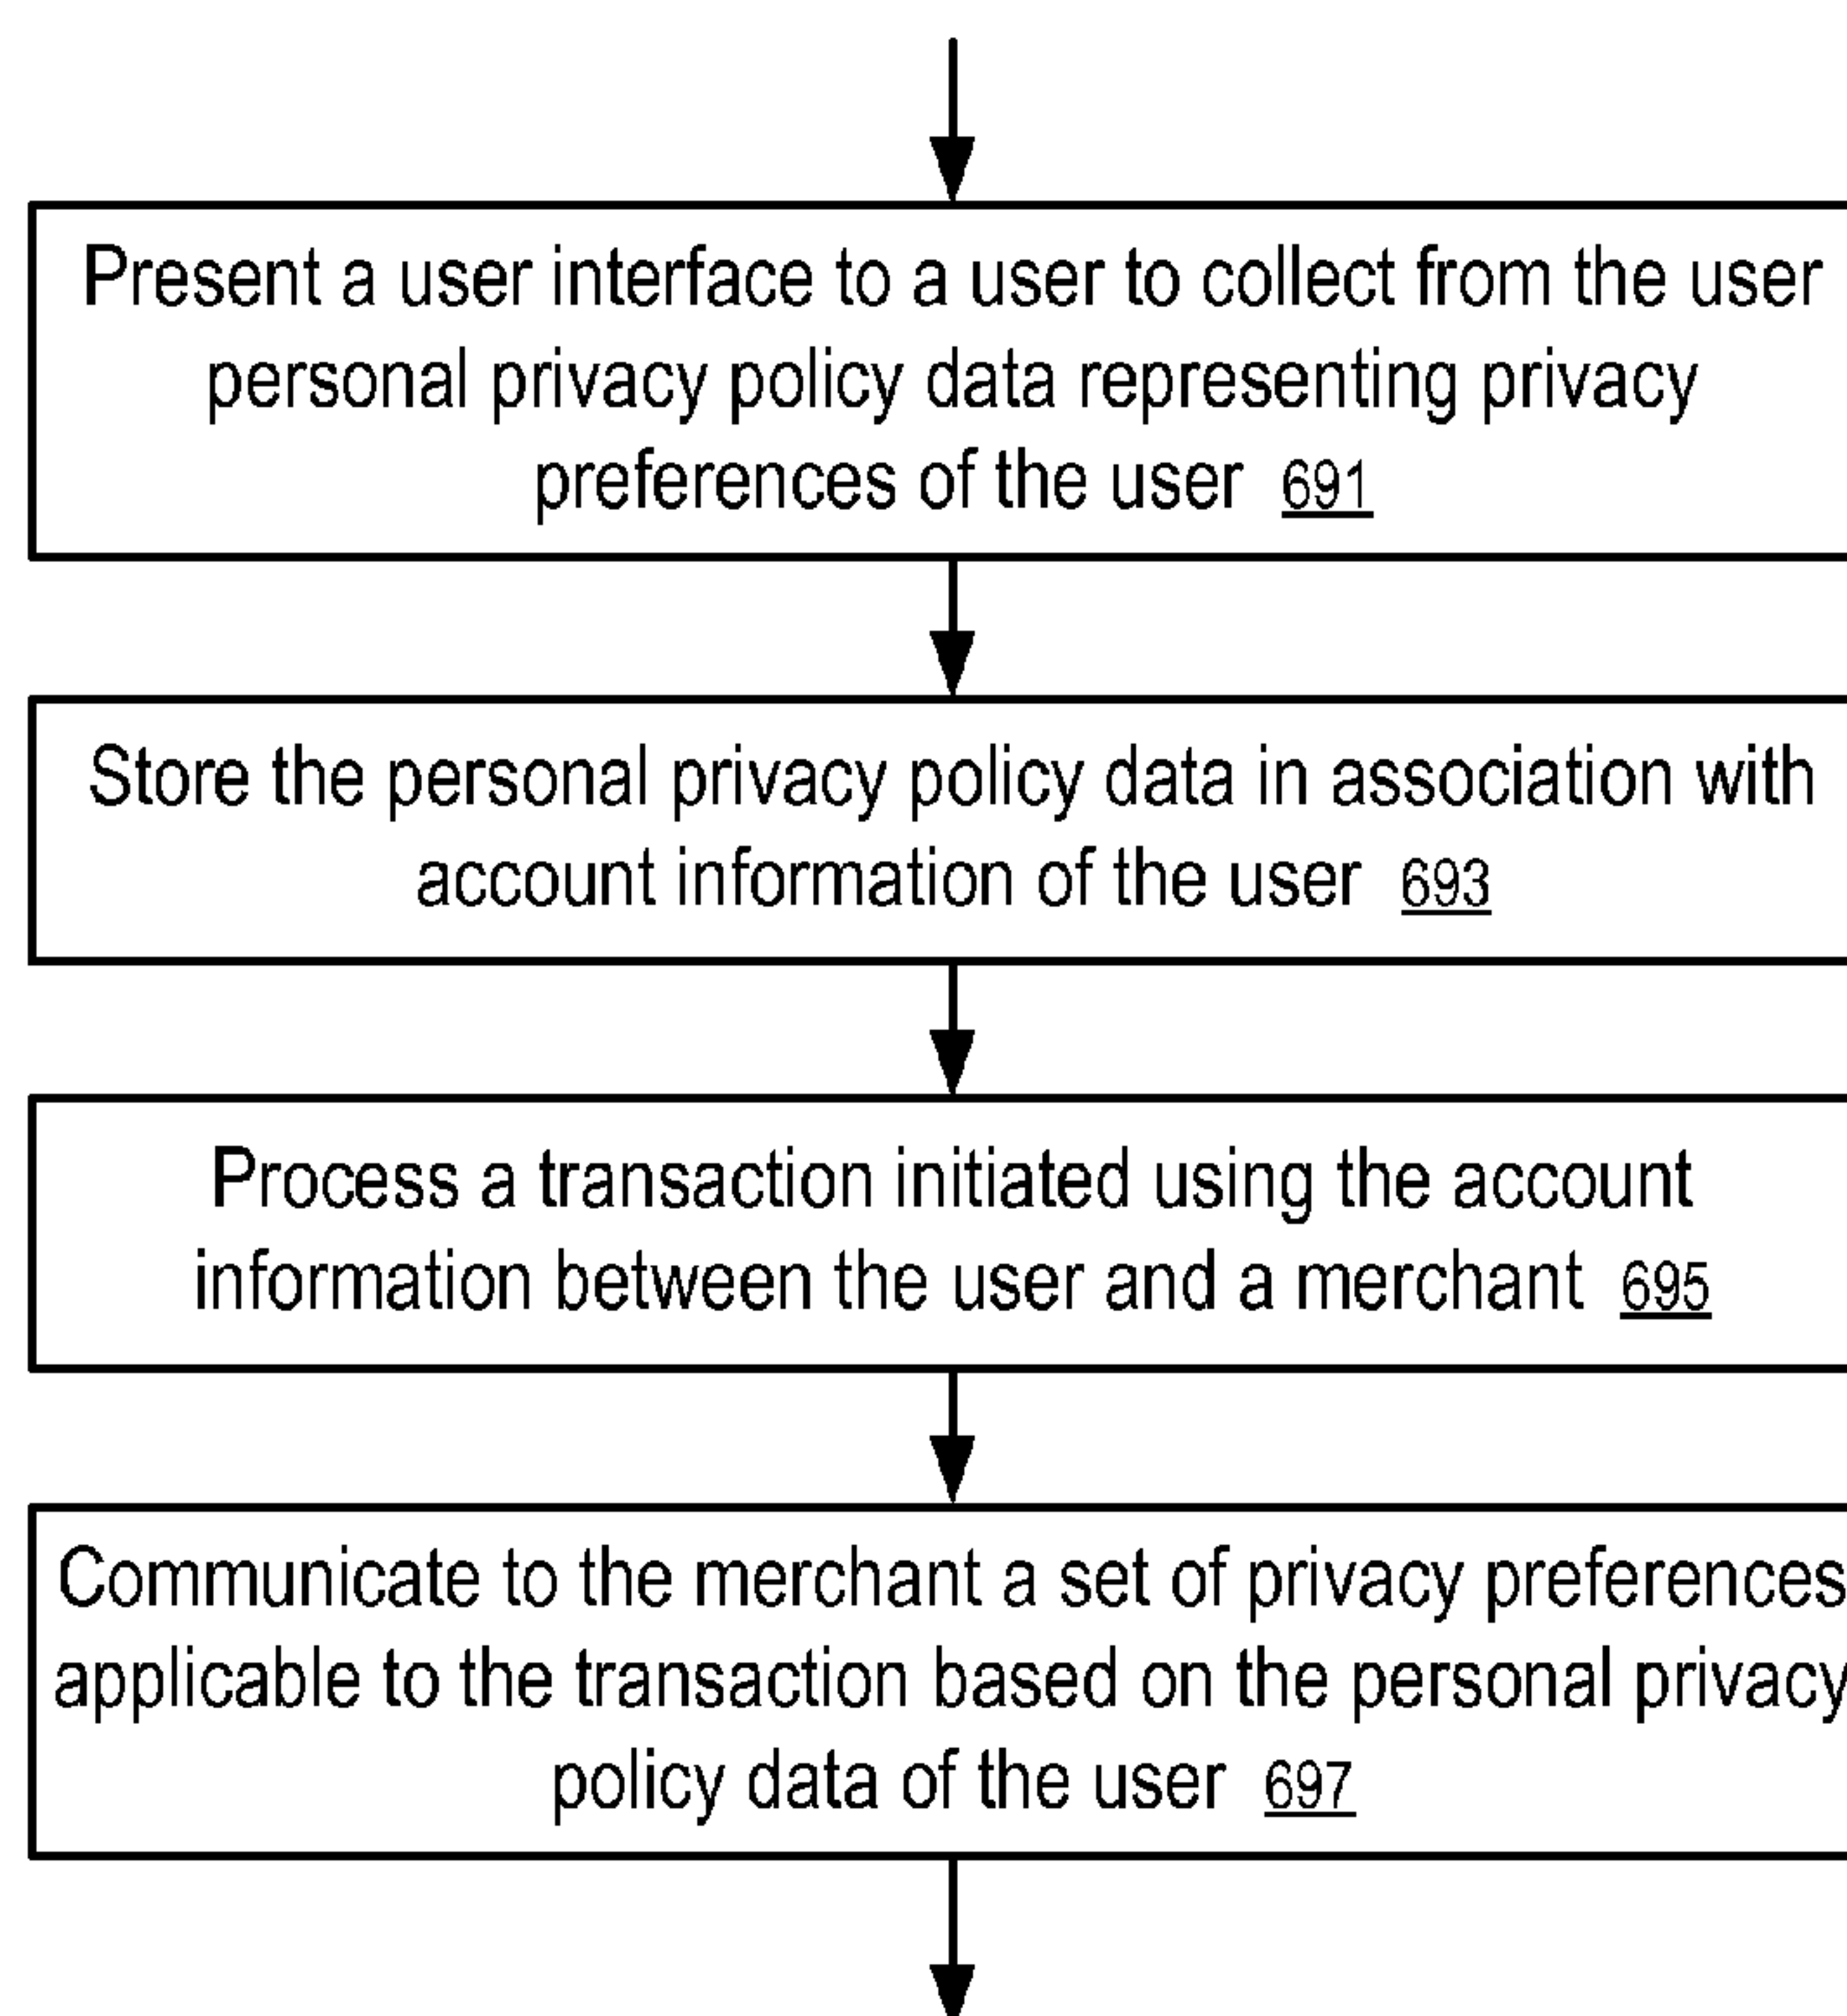 Present a user interface to a user to collect from the user
personal privacy policy data representing privacy
preferences of the user 691
Store the personal privacy policy data in association with
account information of the user 693
Process a transaction initiated using the account
information between the user and a merchant 695
Communicate to the merchant a set of privacy preferences
applicable to the transaction based on the personal privacy
policy data of the user 697